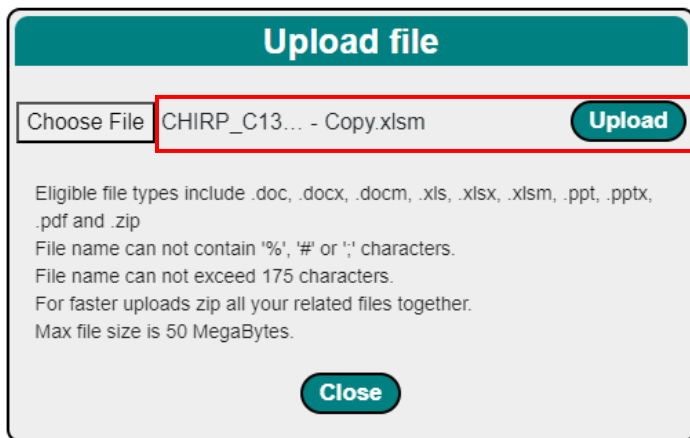 Upload file
Choose File CHIRP_C13... - Copy.xlsm Upload
Eligible file types include .doc, .docx, .docm, .xls, .xlsx, .xlsm, .ppt, .pptx,
.pdf and .zip
File name can not contain '%', '#' or ';' characters.
File name can not exceed 175 characters.
For faster uploads zip all your related files together.
Max file size is 50 MegaBytes.
Close